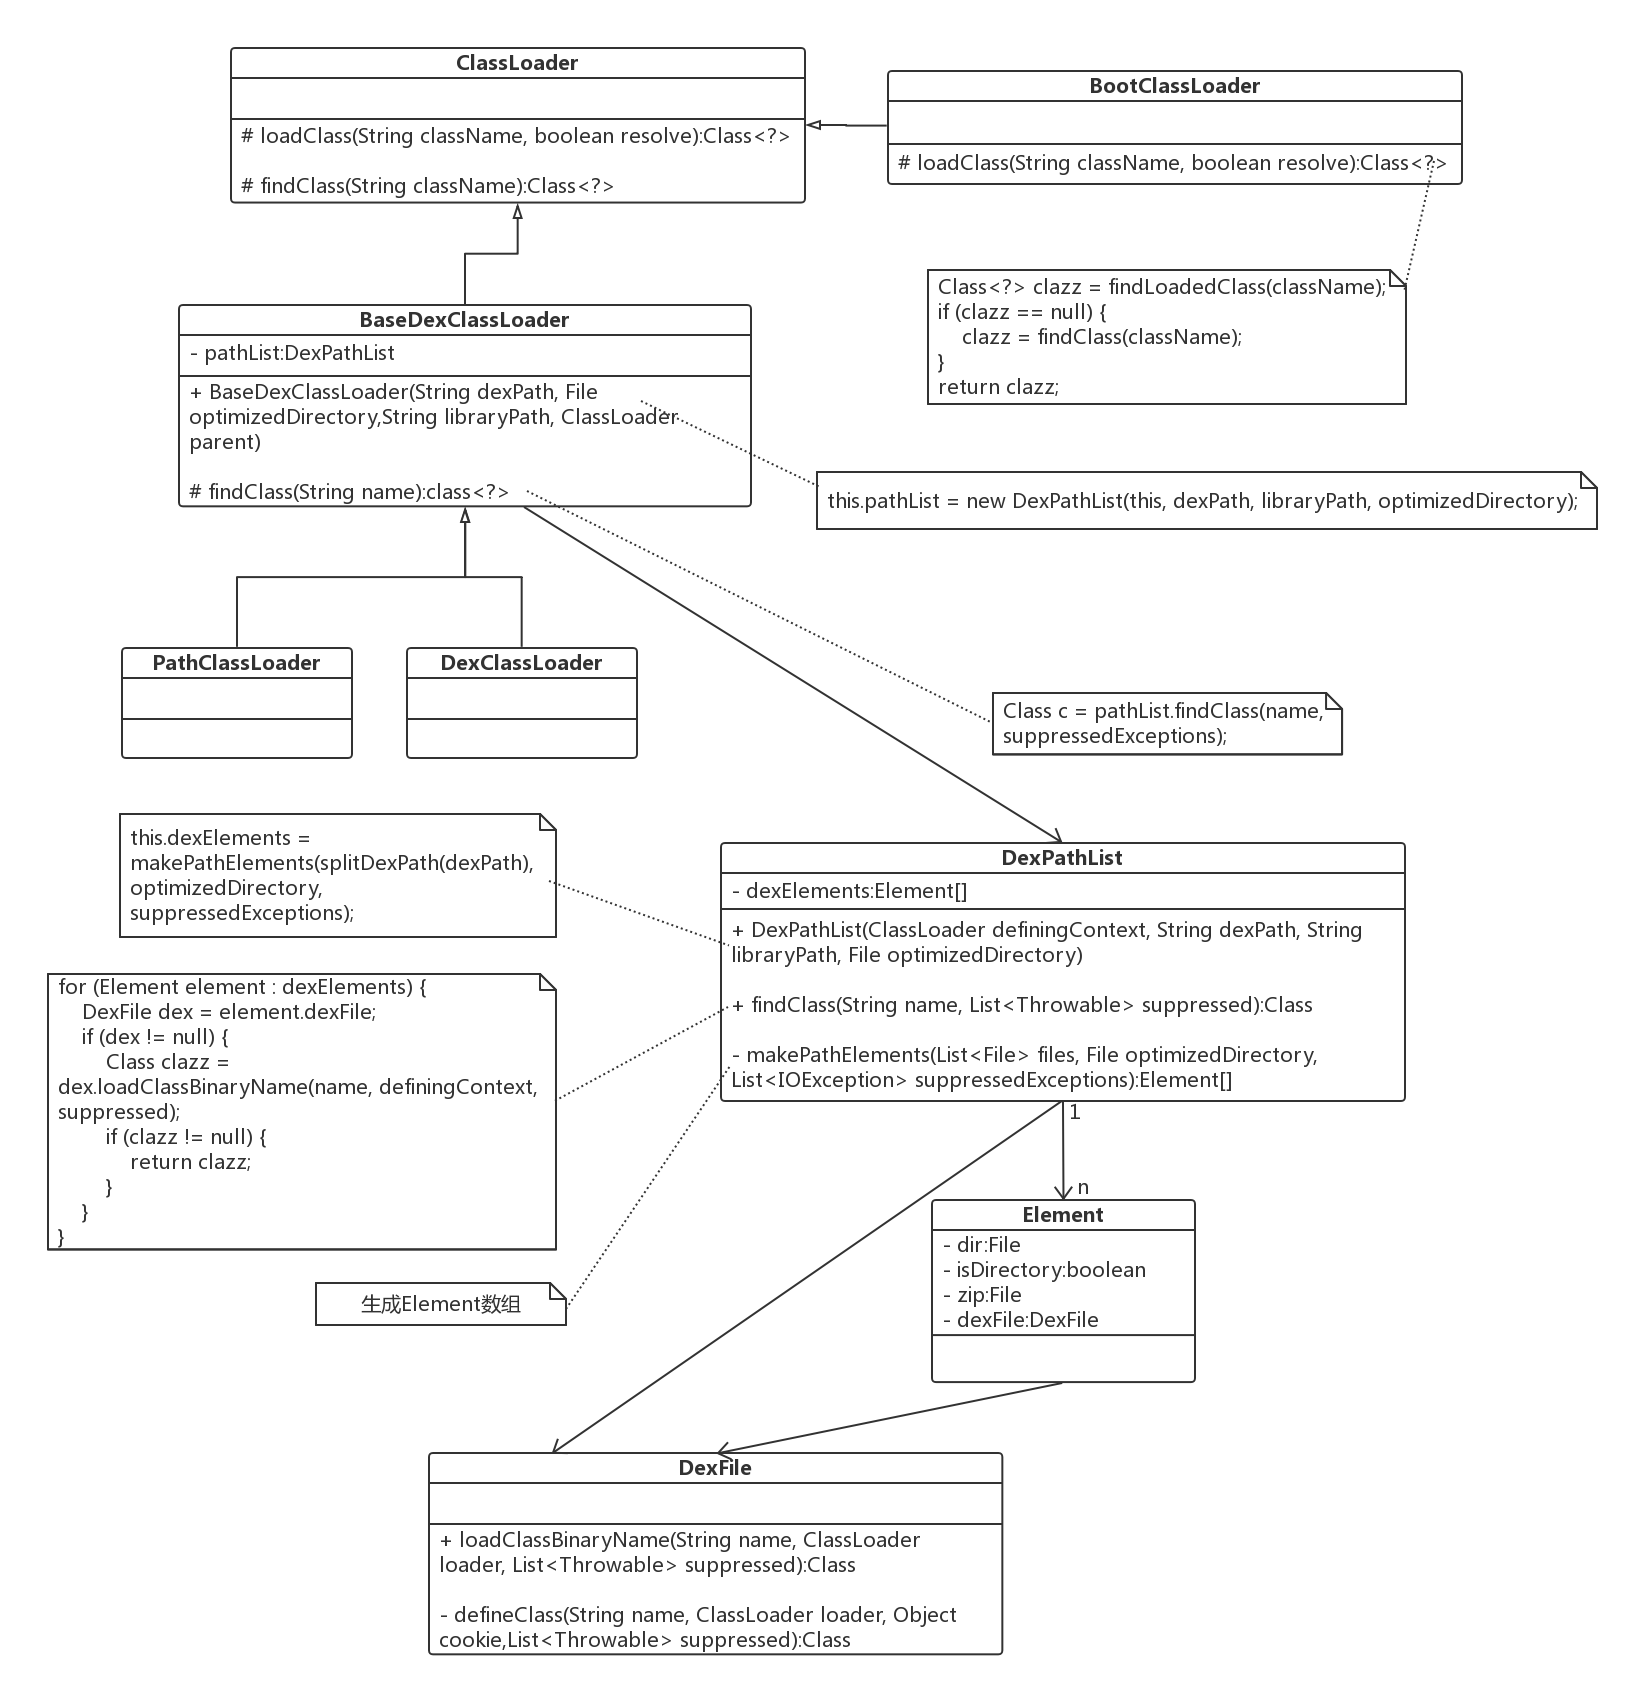 ClassLoader
# loadClass(String className, boolean resolve):Class<?>
# findClass(String className):Class<?>
BootClassLoader
# loadClass(String className, boolean resolve):Class<?>
Class<?> clazz = findLoadedClass(className);
if (clazz == null) {
clazz = findClass(className);
}
return clazz;
BaseDexClassLoader
- pathList:DexPathList
+ BaseDexClassLoader(String dexPath, File
optimizedDirectory,String libraryPath, ClassLoader
parent)
# findClass(String name):class<?>
this.pathList = new DexPathList(this, dexPath, libraryPath, optimizedDirectory);
PathClassLoader
DexClassLoader
Class c = pathList.findClass(name,
suppressedExceptions);
this.dexElements =
makePathElements(splitDexPath(dexPath),
optimizedDirectory,
suppressedExceptions);
DexPathList
- dexElements:Element[]
+ DexPathList(ClassLoader definingContext, String dexPath, String
libraryPath, File optimizedDirectory)
+ findClass(String name, List<Throwable> suppressed):Class
- makePathElements(List<File> files, File optimizedDirectory,
List<IOException> suppressedExceptions):Element[]
for (Element element : dexElements) {
DexFile dex = element.dexFile;
if (dex != null) {
Class clazz =
dex.loadClassBinaryName(name, definingContext,
suppressed);
if (clazz != null) {
return clazz;
}
}
}
1
n
生成Element数组
Element
- dir:File
- isDirectory:boolean
- zip:File
- dexFile:DexFile
DexFile
+ loadClassBinaryName(String name, ClassLoader
loader, List<Throwable> suppressed):Class
- defineClass(String name, ClassLoader loader, Object
cookie,List<Throwable> suppressed):Class